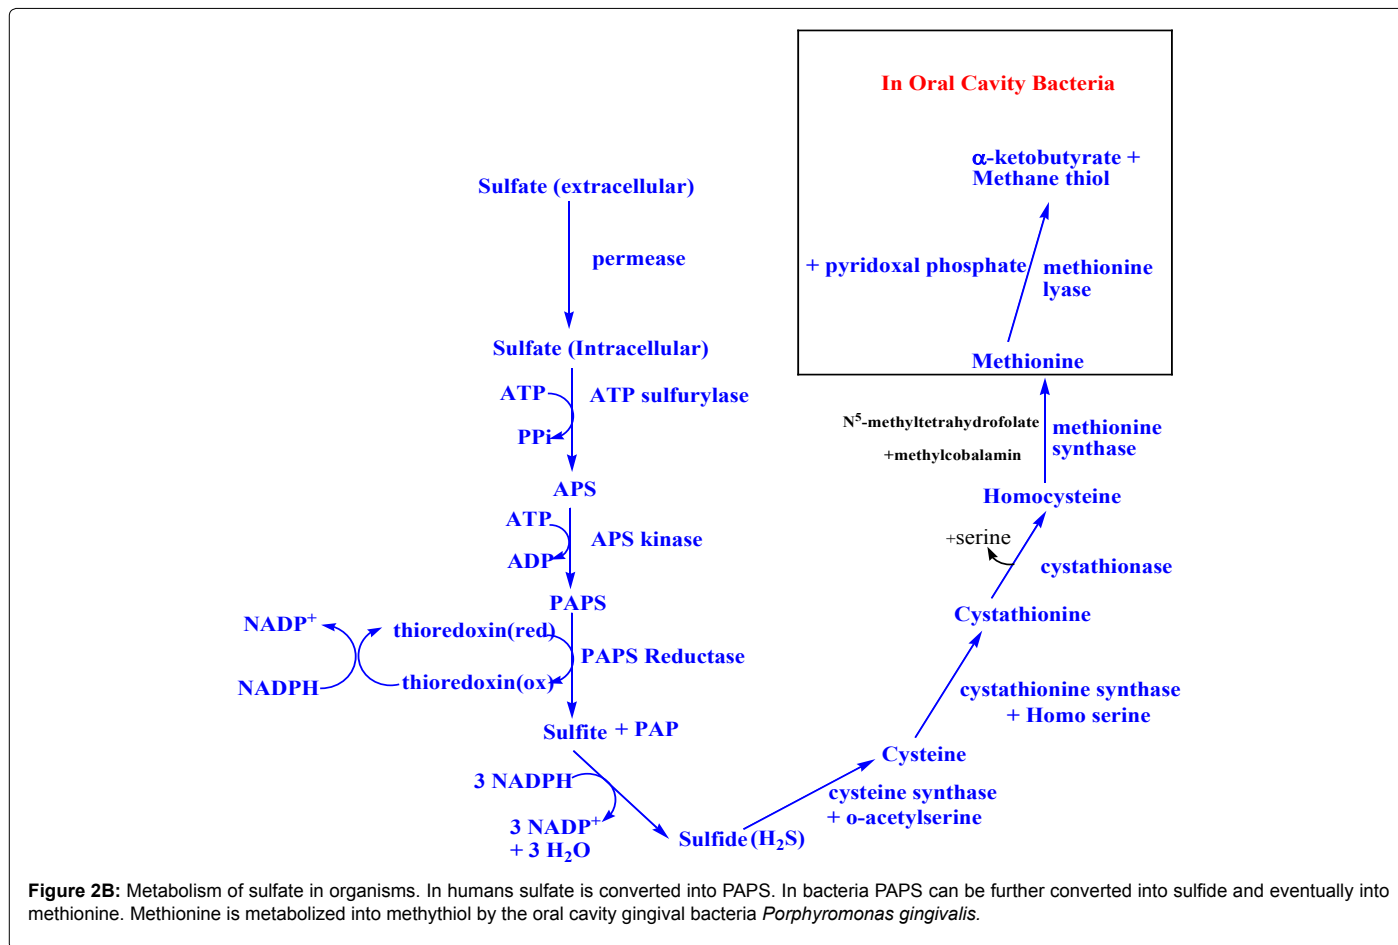 In Oral Cavity Bacteria
α-ketobutyrate +
Methane thiol
+ pyridoxal phosphate
methionine
lyase
Methionine
Sulfate (extracellular)
permease
Sulfate (Intracellular)
ATP
ATP sulfurylase
PPi
APS
ATP
APS kinase
ADP
PAPS
NADP+
thioredoxin(red)
PAPS Reductase
NADPH
thioredoxin(ox)
Sulfite + PAP
3 NADPH
3 NADP+
+ 3 H2O
Sulfide (H2S)
cysteine synthase
+ o-acetylserine
Cysteine
cystathionine synthase
+ Homo serine
Cystathionine
+serine
cystathionase
Homocysteine
N5-methyltetrahydrofolate
+methylcobalamin
methionine
synthase
Figure 2B: Metabolism of sulfate in organisms. In humans sulfate is converted into PAPS. In bacteria PAPS can be further converted into sulfide and eventually into
methionine. Methionine is metabolized into methythiol by the oral cavity gingival bacteria Porphyromonas gingivalis.